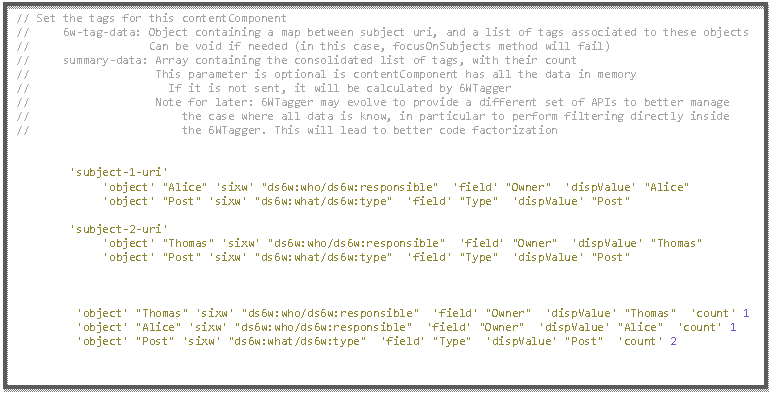 // Set the tags for this contentComponent
// 6w-tag-data: Object containing a map between subject uri, and a list of tags associated to these objects
// Can be void if needed (in this case, focusOnSubjects method will fail)
// summary-data: Array containing the consolidated list of tags, with their count
// This parameter is optional is contentComponent has all the data in memory
// If it is not sent, it will be calculated by 6WTagger
// Note for later: 6WTagger may evolve to provide a different set of APIs to better manage
// the case where all data is know, in particular to perform filtering directly inside
// the 6WTagger. This will lead to better code factorization
'subject-1-uri'
'object' "Alice" 'sixw' "ds6w:who/ds6w:responsible" 'field' "Owner" 'dispValue' "Alice"
'object' "Post" 'sixw' "ds6w:what/ds6w:type" 'field' "Type" 'dispValue' "Post"
'subject-2-uri'
'object' "Thomas" 'sixw' "ds6w:who/ds6w:responsible" 'field' "Owner" 'dispValue' "Thomas"
'object' "Post" 'sixw' "ds6w:what/ds6w:type" 'field' "Type" 'dispValue' "Post"
'object' "Thomas" 'sixw' "ds6w:who/ds6w:responsible" 'field' "Owner" 'dispValue' "Thomas" 'count' 1
'object' "Alice" 'sixw' "ds6w:who/ds6w:responsible" 'field' "Owner" 'dispValue' "Alice" 'count' 1
'object' "Post" 'sixw' "ds6w:what/ds6w:type" 'field' "Type" 'dispValue' "Post" 'count' 2